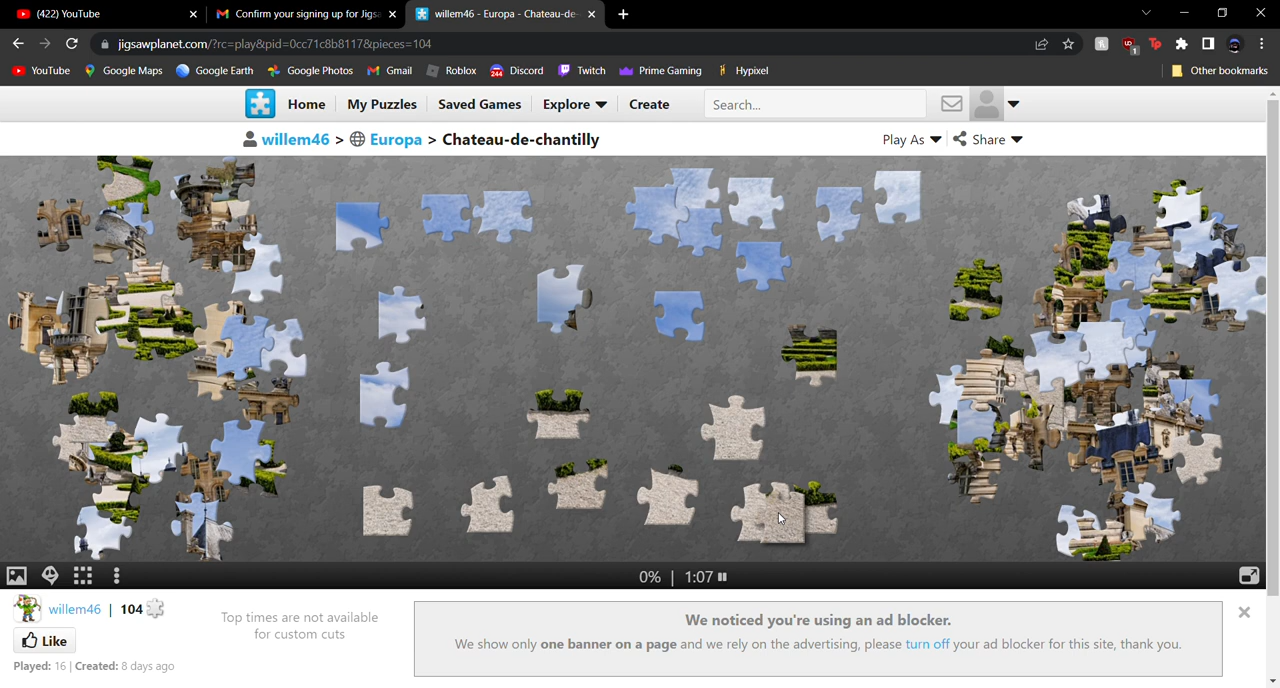 (422) YouTube
Confirm your signing up for Jigsa
willem46 - Europa - Chateau-de-
jigsawplanet.com/?rc=play&pid=0cc71c8b8117&pieces=104
1
YouTube Google Maps Google Earth Google Photos Gmail Roblox 244 Discord Twitch Prime Gaming Hypixel Other bookmarks
Home My Puzzles Saved Games Explore Create Search...
willem46 > Europa > Chateau-de-chantilly
Play As Share
0% | 1:07
willem46 | 104
Like
Played: 16 | Created: 8 days ago
Top times are not available
for custom cuts
We noticed you're using an ad blocker.
We show only one banner on a page and we rely on the advertising, please turn off your ad blocker for this site, thank you.